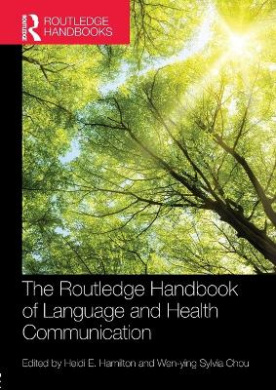 R
ROUTLEDGE
HANDBOOKS
ROUTLEDGE
The Routledge Handbook
of Language and Health
Communication
Edited by Heidi E. Hamilton and Wen-ying Sylvia Chou